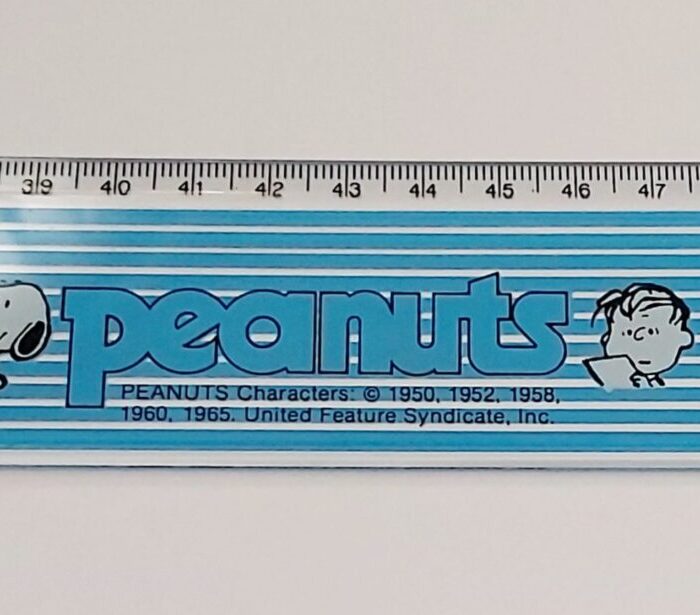 39 40 41 42 43 44 45 46 47
peanuts
PEANUTS Characters: © 1950, 1952, 1958,
1960, 1965. United Feature Syndicate, Inc.